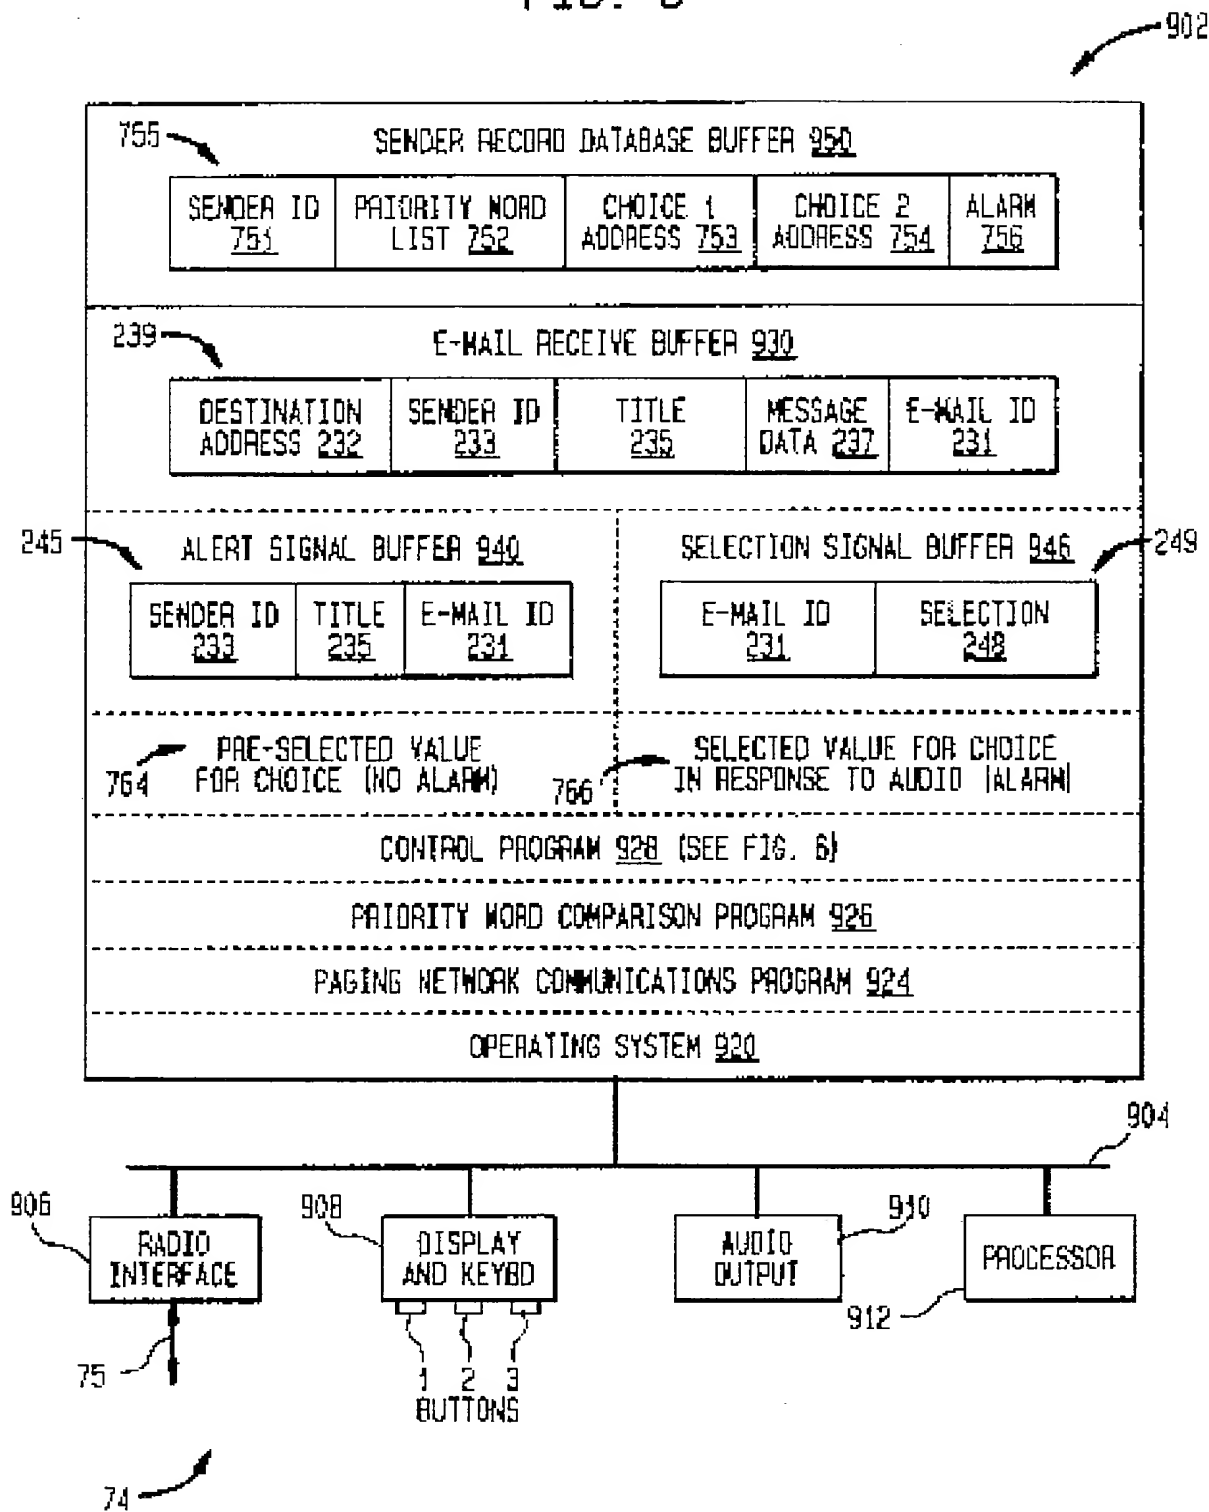 902
755
SENDER RECORD DATABASE BUFFER 950
SENDER ID 751
PRIORITY WORD LIST 752
CHOICE 1 ADDRESS 753
CHOICE 2 ADDRESS 754
ALARM 756
239
E-MAIL RECEIVE BUFFER 930
DESTINATION ADDRESS 232
SENDER ID 233
TITLE 235
MESSAGE DATA 237
E-MAIL ID 231
245
ALERT SIGNAL BUFFER 940
SENDER ID 233
TITLE 235
E-MAIL ID 231
SELECTION SIGNAL BUFFER 946
249
E-MAIL ID 231
SELECTION 248
764
PRE-SELECTED VALUE
FOR CHOICE (NO ALARM)
766
SELECTED VALUE FOR CHOICE
IN RESPONSE TO AUDIO |ALARM|
CONTROL PROGRAM 928 (SEE FIG. 6)
PRIORITY WORD COMPARISON PROGRAM 926
PAGING NETWORK COMMUNICATIONS PROGRAM 924
OPERATING SYSTEM 920
904
906
RADIO
INTERFACE
908
DISPLAY
AND KEYBD
910
AUDIO
OUTPUT
PROCESSOR
912
75
1 2 3
BUTTONS
74